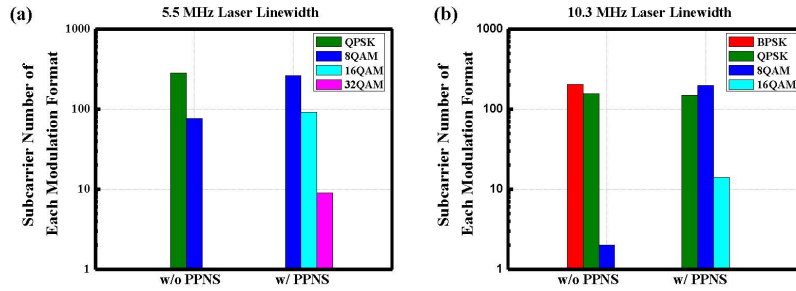 (a)
5.5 MHz Laser Linewidth
Subcarrier Number of
Each Modulation Format
1000
100
10
1
QPSK
8QAM
16QAM
32QAM
w/o PPNS
w/ PPNS
(b)
10.3 MHz Laser Linewidth
Subcarrier Number of
Each Modulation Format
1000
100
10
1
BPSK
QPSK
8QAM
16QAM
w/o PPNS
w/ PPNS